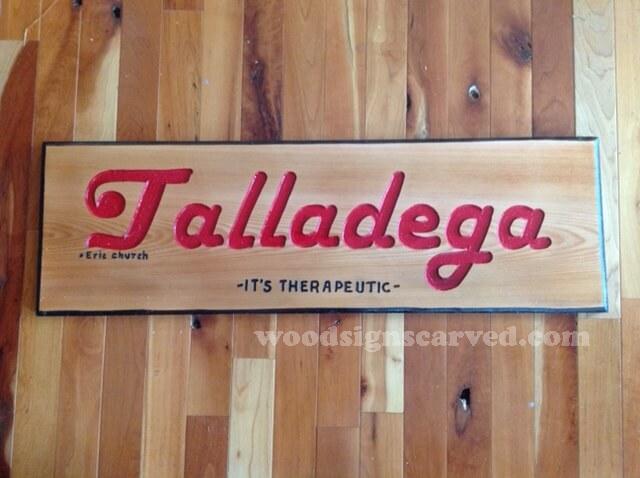 Talladega
•Eric church
-IT'S THERAPEUTIC-
woodsignscarved.com